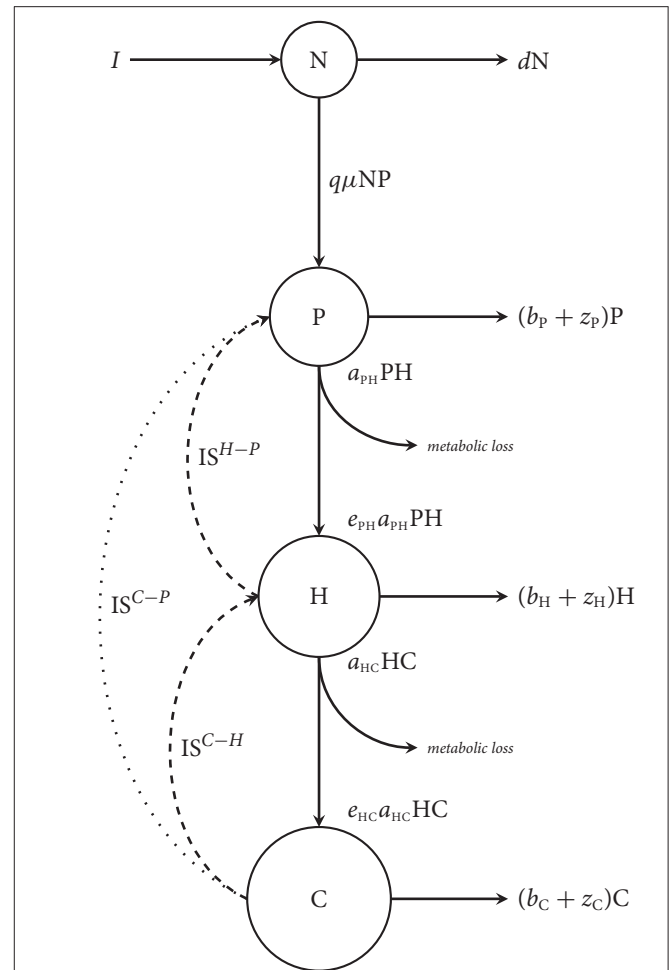 I N dN
qμNP
P (b_P + z_P)P
a_PH PH
metabolic loss
IS^{H−P}
e_PH a_PH PH
IS^{C−P} H (b_H + z_H)H
a_HC HC
IS^{C−H} metabolic loss
e_HC a_HC HC
C (b_C + z_C)C